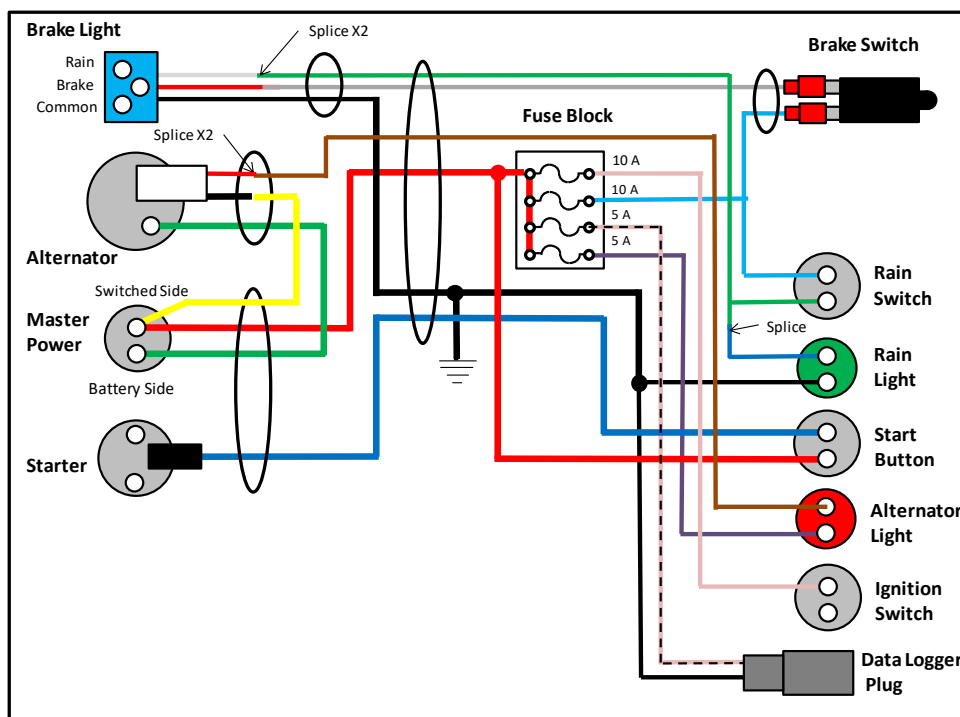 Brake Light
Splice X2
Rain
Brake
Common
Brake Switch
Fuse Block
Splice X2
10 A
10 A
5 A
5 A
Alternator
Switched Side
Master
Power
Battery Side
Starter
Rain
Switch
Splice
Rain
Light
Start
Button
Alternator
Light
Ignition
Switch
Data Logger
Plug